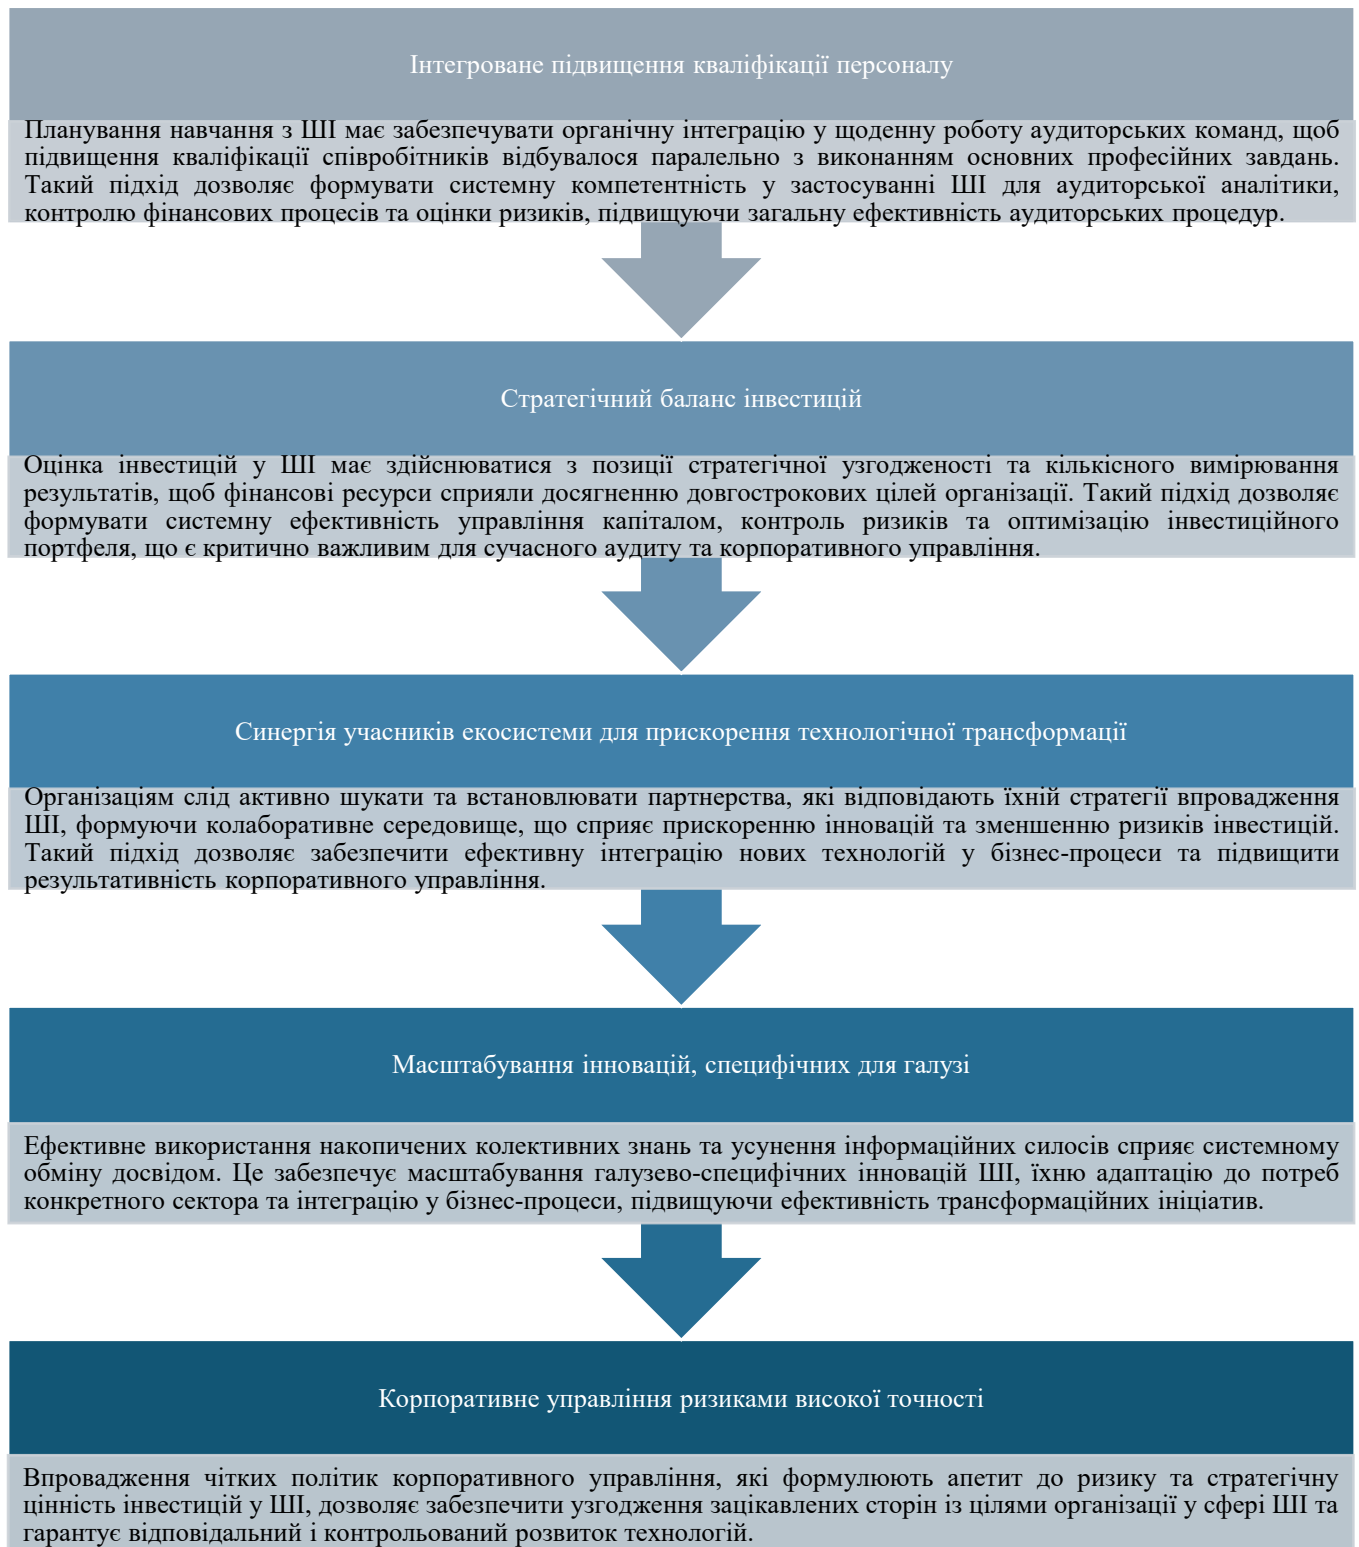 Інтегроване підвищення кваліфікації персоналу
Планування навчання з ШІ має забезпечувати органічну інтеграцію у щоденну роботу аудиторських команд, щоб
підвищення кваліфікації співробітників відбувалося паралельно з виконанням основних професійних завдань.
Такий підхід дозволяє формувати системну компетентність у застосуванні ШІ для аудиторської аналітики,
контролю фінансових процесів та оцінки ризиків, підвищуючи загальну ефективність аудиторських процедур.
Стратегічний баланс інвестицій
Оцінка інвестицій у ШІ має здійснюватися з позиції стратегічної узгодженості та кількісного вимірювання
результатів, щоб фінансові ресурси сприяли досягненню довгострокових цілей організації. Такий підхід дозволяє
формувати системну ефективність управління капіталом, контроль ризиків та оптимізацію інвестиційного
портфеля, що є критично важливим для сучасного аудиту та корпоративного управління.
Синергія учасників екосистеми для прискорення технологічної трансформації
Організаціям слід активно шукати та встановлювати партнерства, які відповідають їхній стратегії впровадження
ШІ, формуючи колаборативне середовище, що сприяє прискоренню інновацій та зменшенню ризиків інвестицій.
Такий підхід дозволяє забезпечити ефективну інтеграцію нових технологій у бізнес-процеси та підвищити
результативність корпоративного управління.
Масштабування інновацій, специфічних для галузі
Ефективне використання накопичених колективних знань та усунення інформаційних силосів сприяє системному
обміну досвідом. Це забезпечує масштабування галузево-специфічних інновацій ШІ, їхню адаптацію до потреб
конкретного сектора та інтеграцію у бізнес-процеси, підвищуючи ефективність трансформаційних ініціатив.
Корпоративне управління ризиками високої точності
Впровадження чітких політик корпоративного управління, які формулюють апетит до ризику та стратегічну
цінність інвестицій у ШІ, дозволяє забезпечити узгодження зацікавлених сторін із цілями організації у сфері ШІ та
гарантує відповідальний і контрольований розвиток технологій.